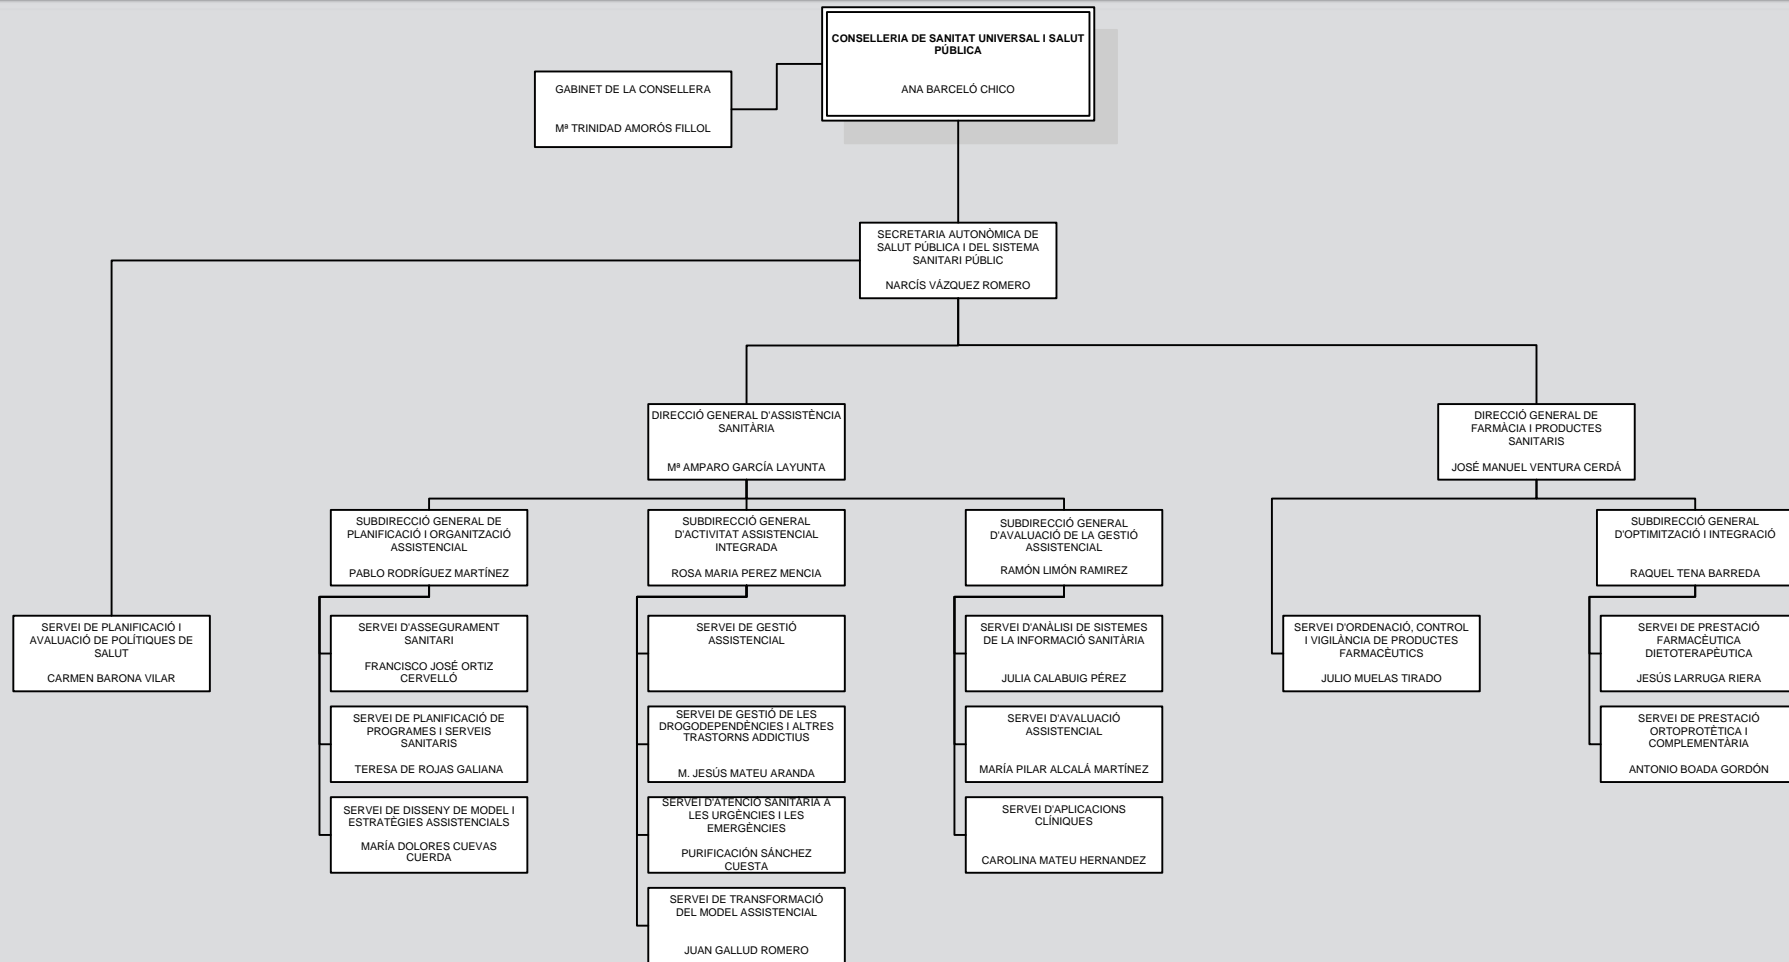 CONSELLERIA DE SANITAT UNIVERSAL I SALUT
PÚBLICA
ANA BARCELÓ CHICO
GABINET DE LA CONSELLERA
Mª TRINIDAD AMORÓS FILLOL
SECRETARIA AUTONÒMICA DE
SALUT PÚBLICA I DEL SISTEMA
SANITARI PÚBLIC
NARCÍS VÁZQUEZ ROMERO
DIRECCIÓ GENERAL D'ASSISTÈNCIA
SANITÀRIA
Mª AMPARO GARCÍA LAYUNTA
DIRECCIÓ GENERAL DE
FARMÀCIA I PRODUCTES
SANITARIS
JOSÉ MANUEL VENTURA CERDÁ
SUBDIRECCIÓ GENERAL DE
PLANIFICACIÓ I ORGANITZACIÓ
ASSISTENCIAL
PABLO RODRÍGUEZ MARTÍNEZ
SUBDIRECCIÓ GENERAL
D'ACTIVITAT ASSISTENCIAL
INTEGRADA
ROSA MARIA PEREZ MENCIA
SUBDIRECCIÓ GENERAL
D'AVALUACIÓ DE LA GESTIÓ
ASSISTENCIAL
RAMÓN LIMÓN RAMIREZ
SUBDIRECCIÓ GENERAL
D'OPTIMITZACIÓ I INTEGRACIÓ
RAQUEL TENA BARREDA
SERVEI DE PLANIFICACIÓ I
AVALUACIÓ DE POLÍTIQUES DE
SALUT
CARMEN BARONA VILAR
SERVEI D'ASSEGURAMENT
SANITARI
FRANCISCO JOSÉ ORTIZ
CERVELLÓ
SERVEI DE GESTIÓ
ASSISTENCIAL
SERVEI D'ANÀLISI DE SISTEMES
DE LA INFORMACIÓ SANITÀRIA
JULIA CALABUIG PÉREZ
SERVEI D'ORDENACIÓ, CONTROL
I VIGILÀNCIA DE PRODUCTES
FARMACÈUTICS
JULIO MUELAS TIRADO
SERVEI DE PRESTACIÓ
FARMACÈUTICA
DIETOTERAPÈUTICA
JESÚS LARRUGA RIERA
SERVEI DE PLANIFICACIÓ DE
PROGRAMES I SERVEIS
SANITARIS
TERESA DE ROJAS GALIANA
SERVEI DE GESTIÓ DE LES
DROGODEPENDÈNCIES I ALTRES
TRASTORNS ADDICTIUS
M. JESÚS MATEU ARANDA
SERVEI D'AVALUACIÓ
ASSISTENCIAL
MARÍA PILAR ALCALÁ MARTÍNEZ
SERVEI DE PRESTACIÓ
ORTOPROTÈTICA I
COMPLEMENTÀRIA
ANTONIO BOADA GORDÓN
SERVEI DE DISSENY DE MODEL I
ESTRATÈGIES ASSISTENCIALS
MARÍA DOLORES CUEVAS
CUERDA
SERVEI D'ATENCIÓ SANITÀRIA A
LES URGÈNCIES I LES
EMERGÈNCIES
PURIFICACIÓN SÁNCHEZ
CUESTA
SERVEI D'APLICACIONS
CLÍNIQUES
CAROLINA MATEU HERNANDEZ
SERVEI DE TRANSFORMACIÓ
DEL MODEL ASSISTENCIAL
JUAN GALLUD ROMERO